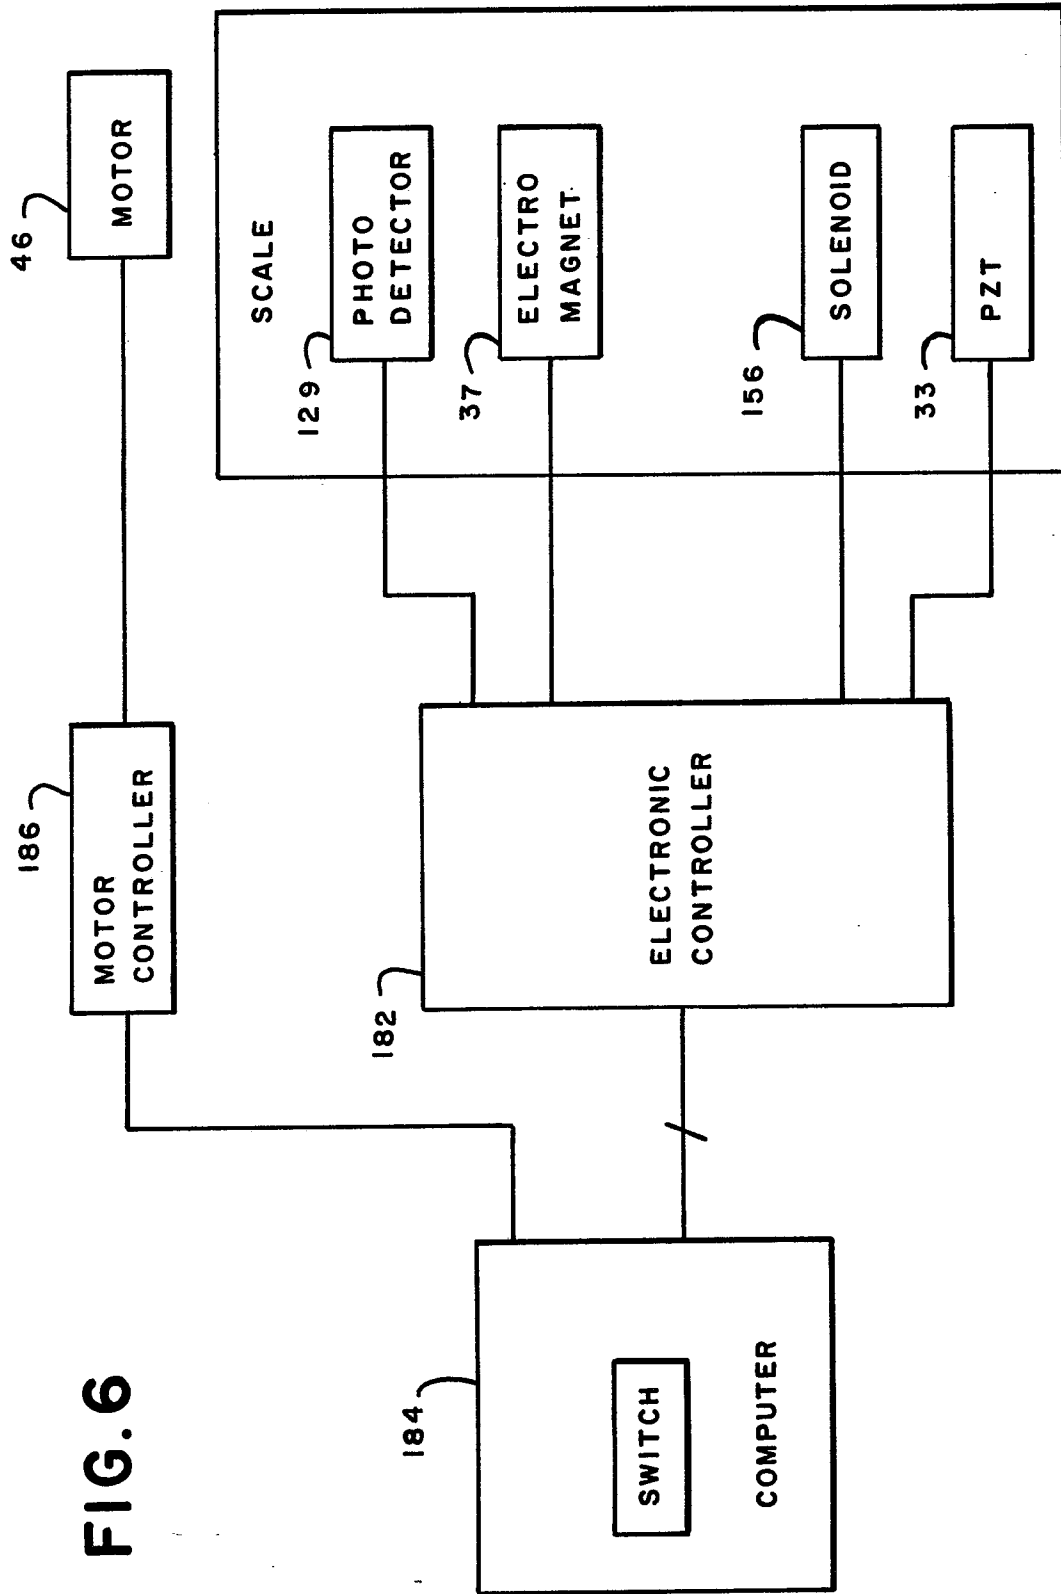 FIG. 6
186
MOTOR
CONTROLLER
46
MOTOR
184
SWITCH
COMPUTER
182
ELECTRONIC
CONTROLLER
SCALE
129
PHOTO
DETECTOR
37
ELECTRO
MAGNET
156
SOLENOID
33
PZT